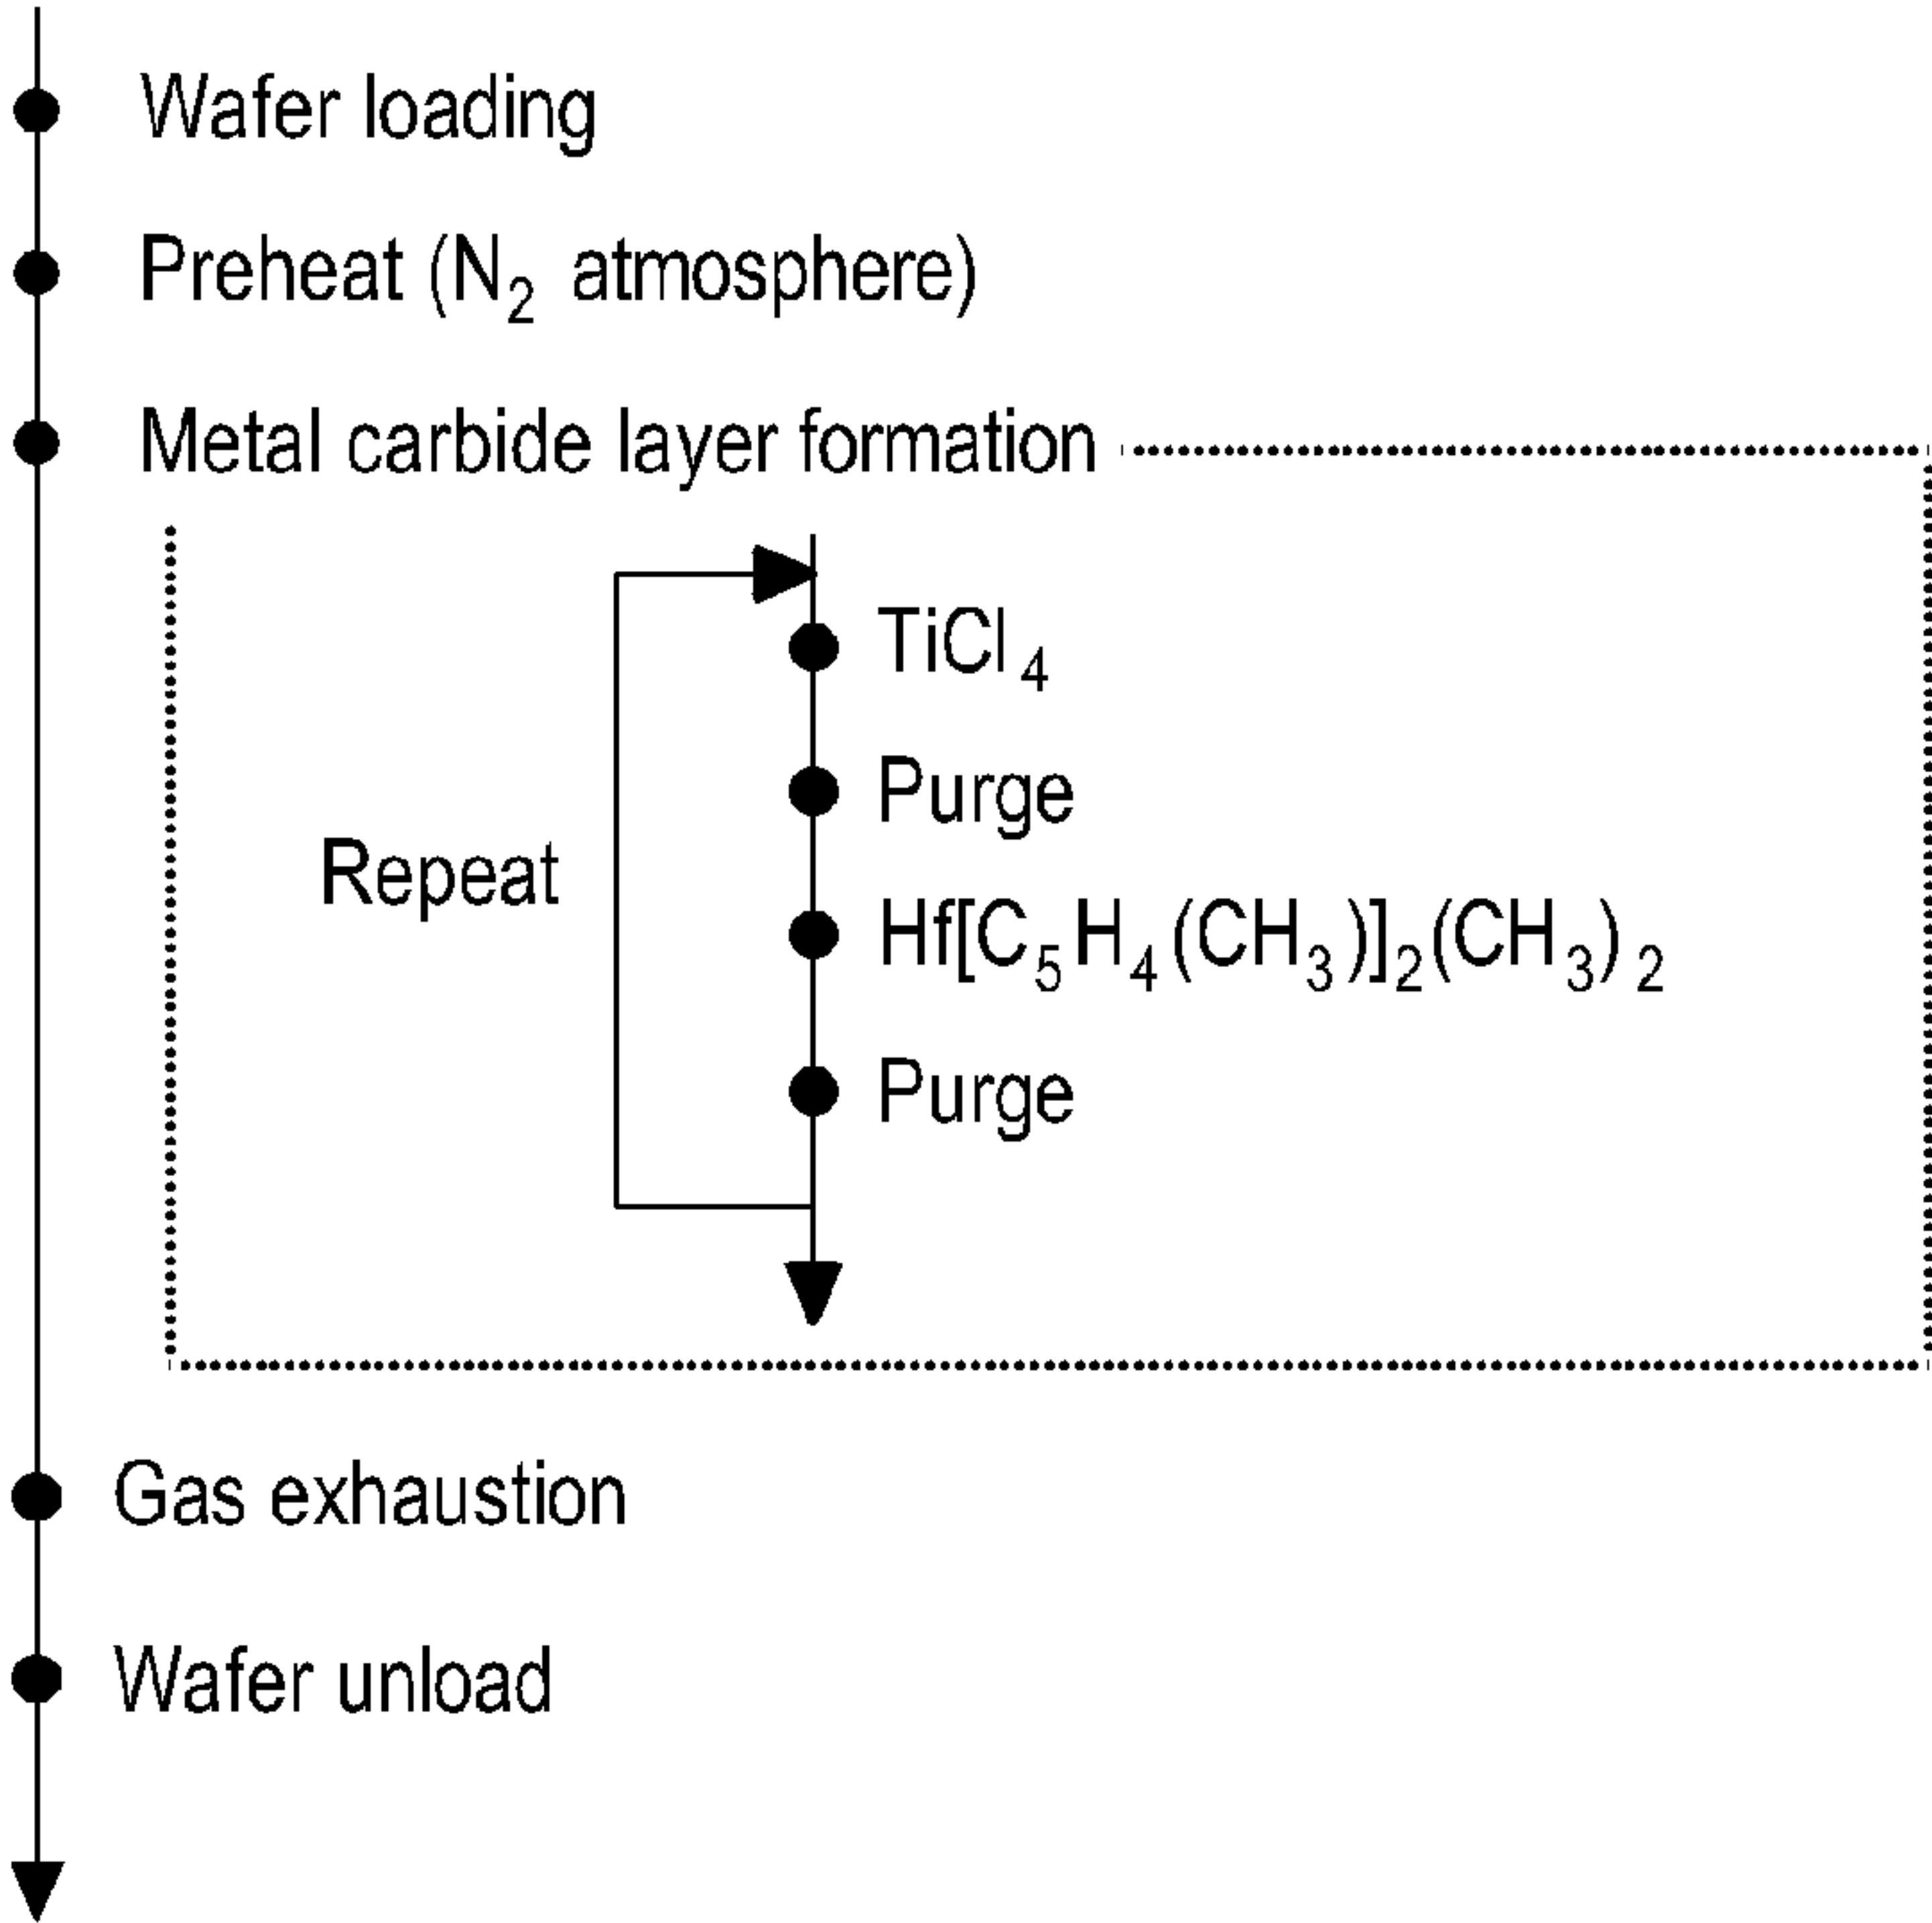 Wafer loading
Preheat (N₂ atmosphere)
Metal carbide layer formation
TiCl₄
Purge
Repeat
Hf[C₅H₄(CH₃)]₂(CH₃)₂
Purge
Gas exhaustion
Wafer unload